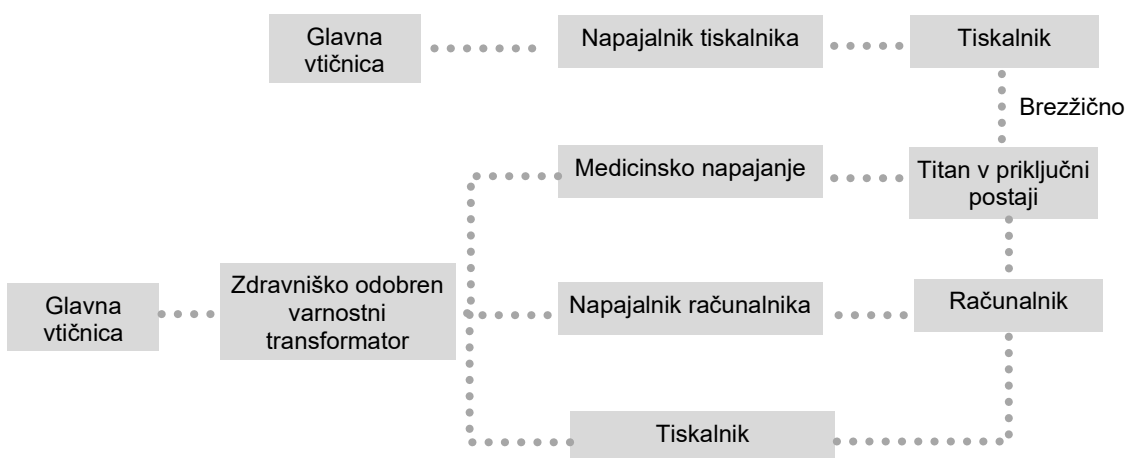 Glavna
vtičnica
Napajalnik tiskalnika
Tiskalnik
Brezžično
Medicinsko napajanje
Titan v priključni
postaji
Glavna
vtičnica
Zdravniško odobren
varnostni
transformator
Napajalnik računalnika
Računalnik
Tiskalnik